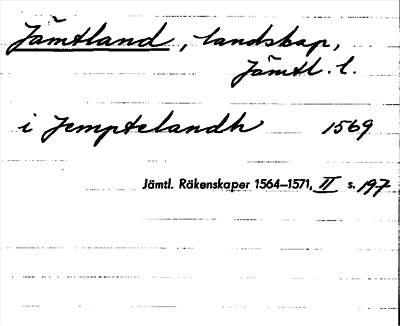 Jämtland, landskap,
Jämtl. l.
i Jemptelandh 1569
Jämtl. Räkenskaper 1564–1571, II s. 197